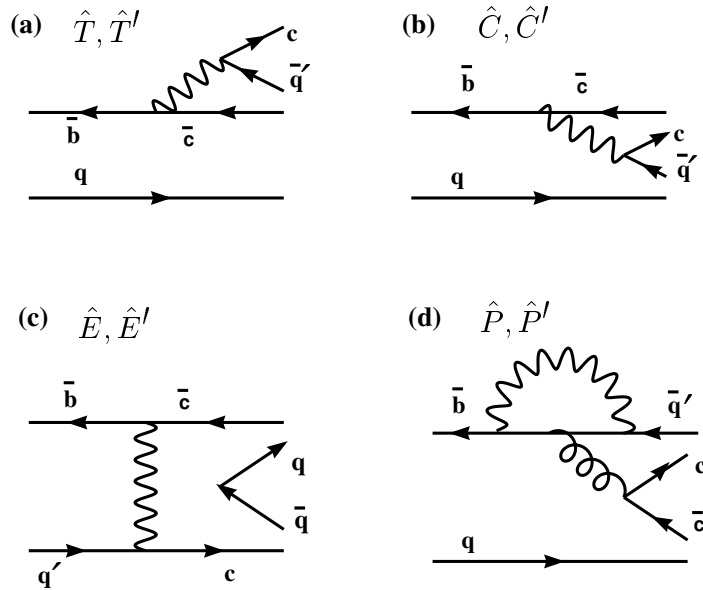 (a) T̂, T̂′
c
q̄′
b̄
c̄
q
(b) Ĉ, Ĉ′
b̄
c̄
c
q̄′
q
(c) Ê, Ê′
b̄
c̄
q
q̄
q′
c
(d) P̂, P̂′
b̄
q̄′
c
c̄
q